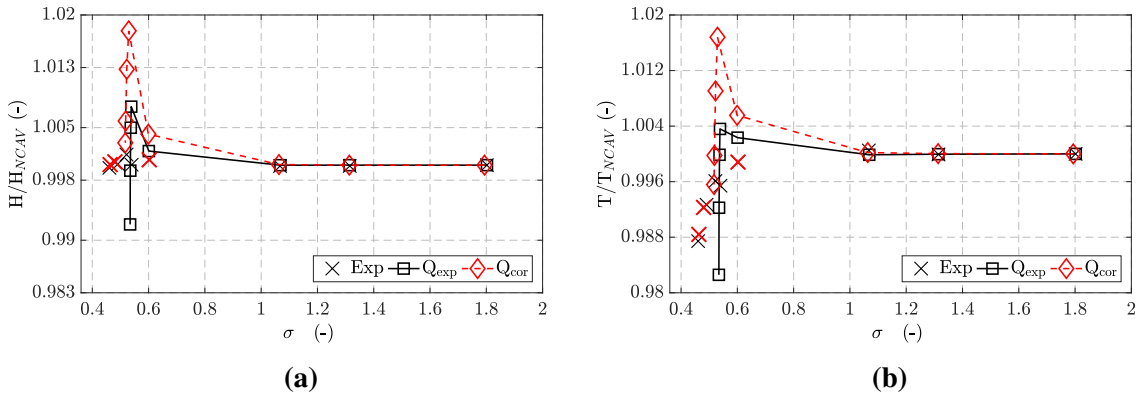 1.02
1.013
1.005
0.998
0.99
0.983
H/H_NCAV (-)
0.4 0.6 0.8 1 1.2 1.4 1.6 1.8 2
σ (-)
Exp Q_exp Q_cor
(a)
1.02
1.012
1.004
0.996
0.988
0.98
T/T_NCAV (-)
0.4 0.6 0.8 1 1.2 1.4 1.6 1.8 2
σ (-)
Exp Q_exp Q_cor
(b)